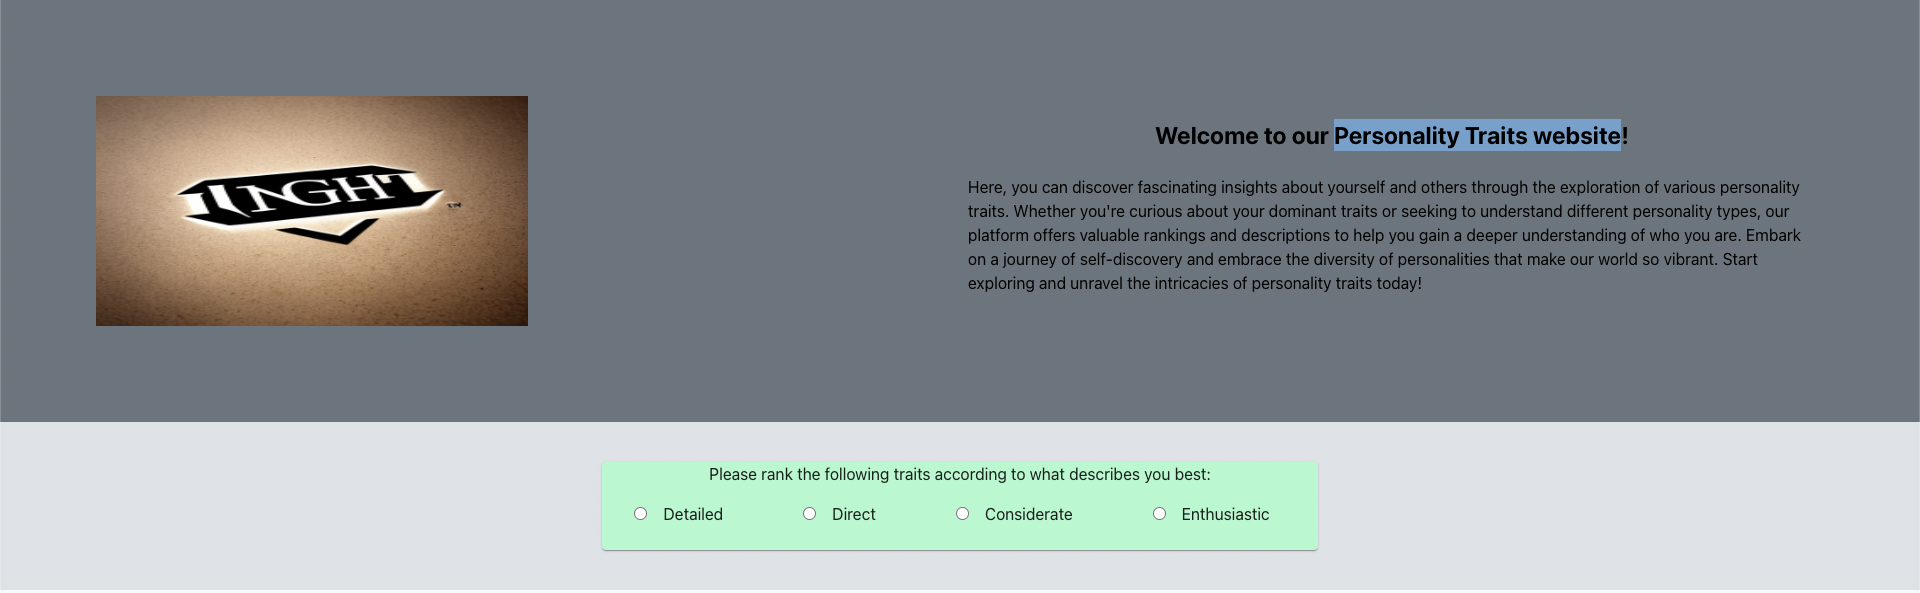 Welcome to our Personality Traits website!
Here, you can discover fascinating insights about yourself and others through the exploration of various personality
traits. Whether you're curious about your dominant traits or seeking to understand different personality types, our
platform offers valuable rankings and descriptions to help you gain a deeper understanding of who you are. Embark
on a journey of self-discovery and embrace the diversity of personalities that make our world so vibrant. Start
exploring and unravel the intricacies of personality traits today!
Please rank the following traits according to what describes you best:
Detailed Direct Considerate Enthusiastic